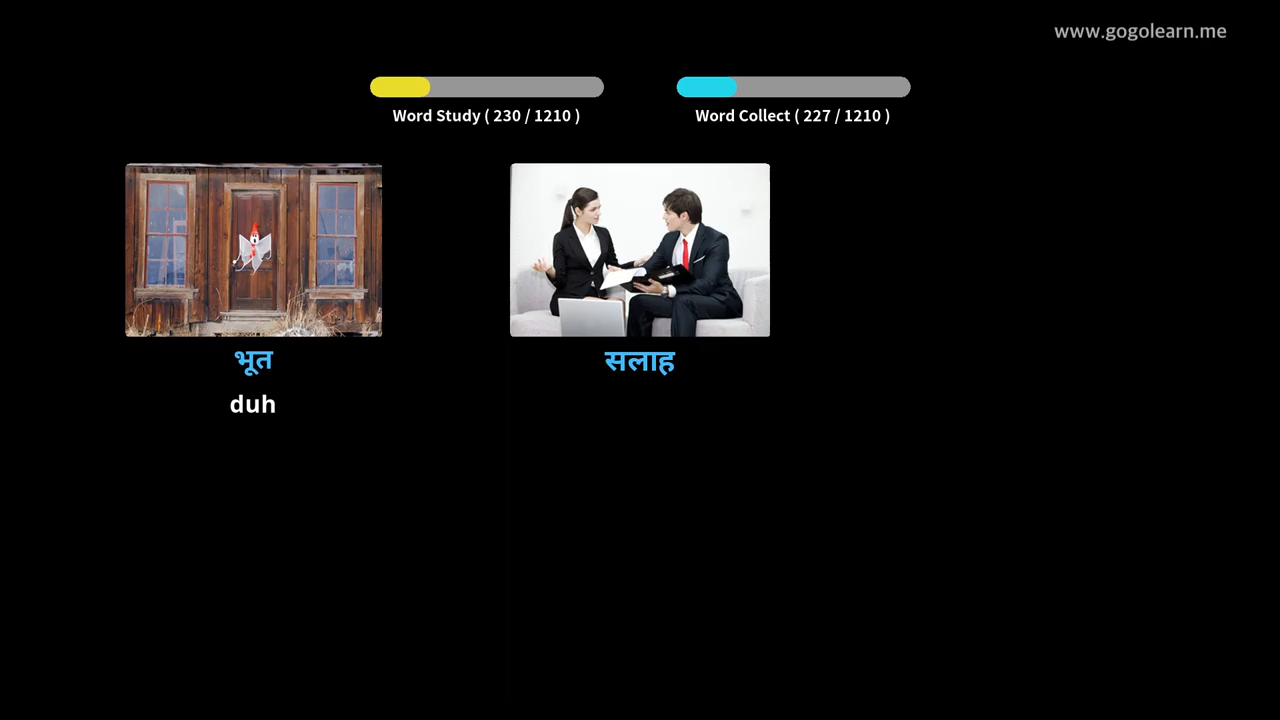 www.gogolearn.me
Word Study ( 230 / 1210 )
Word Collect ( 227 / 1210 )
भूत
सलाह
duh